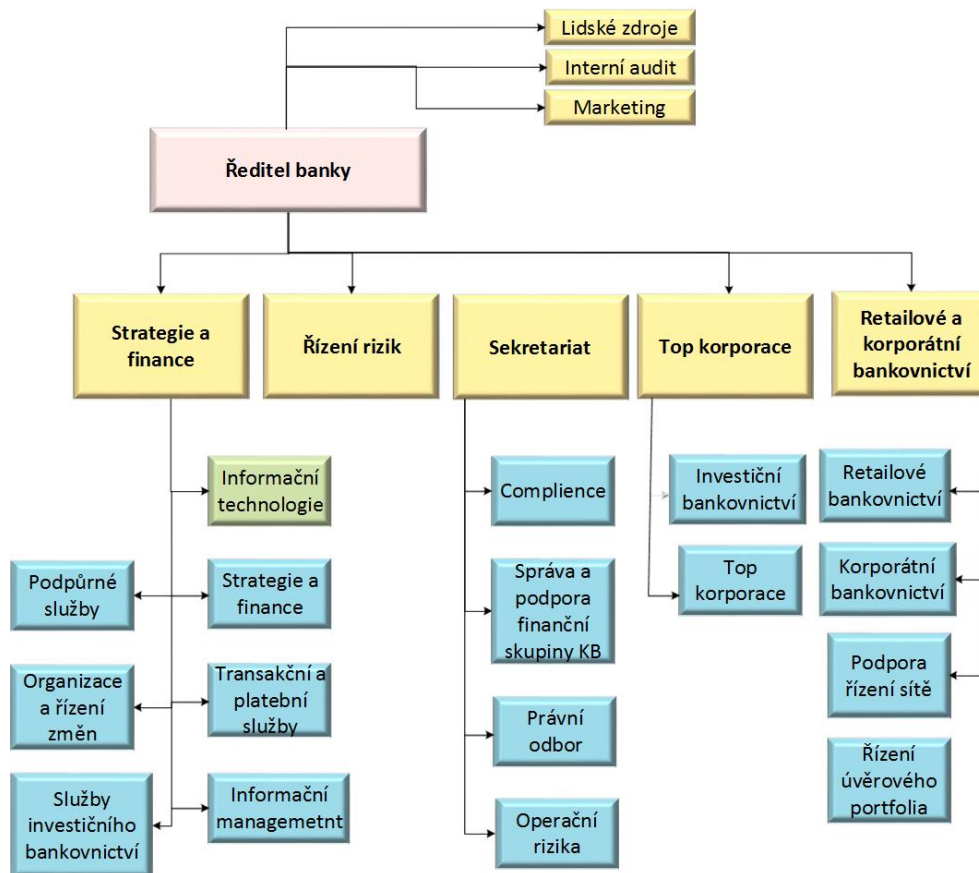 Lidské zdroje
Interní audit
Marketing
Ředitel banky
Strategie a
finance
Řízení rizik
Sekretariat
Top korporace
Retailové a
korporátní
bankovnictví
Informační
technologie
Podpůrné
služby
Strategie a
finance
Organizace
a řízení
změn
Transakční a
platební
služby
Služby
investičního
bankovnictví
Informační
managemetnt
Complience
Správa a
podpora
finanční
skupiny KB
Právní
odbor
Operační
rizika
Investiční
bankovnictví
Top
korporace
Retailové
bankovnictví
Korporátní
bankovnictví
Podpora
řízení sítě
Řízení
úvěrového
portfolia